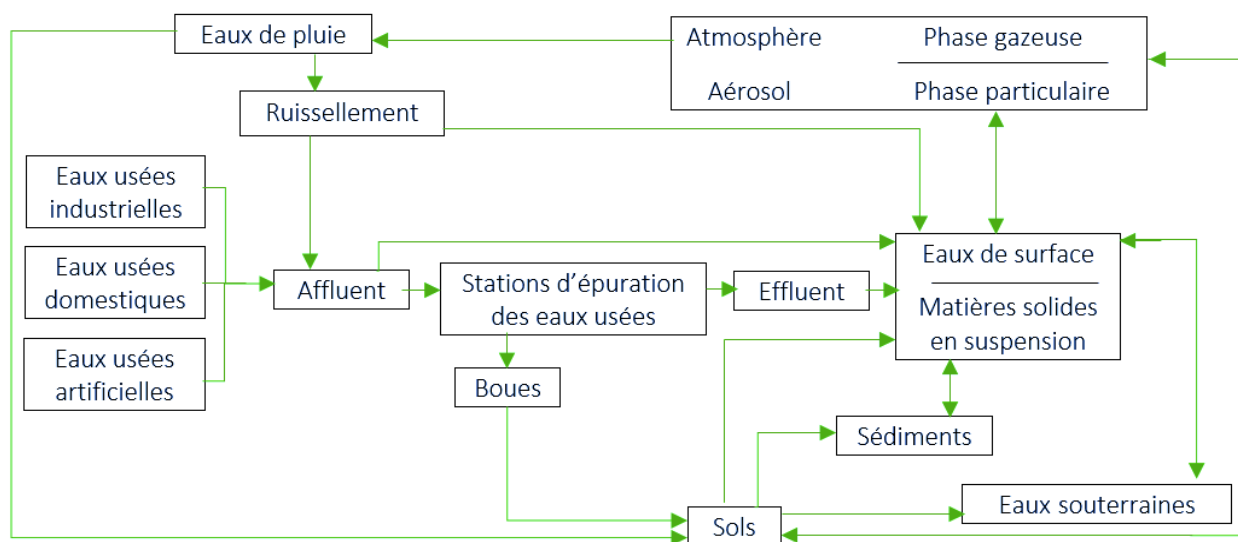 Eaux de pluie
Atmosphère
Phase gazeuse
Aérosol
Phase particulaire
Ruissellement
Eaux usées
industrielles
Eaux usées
domestiques
Eaux usées
artificielles
Affluent
Stations d’épuration
des eaux usées
Effluent
Eaux de surface
Matières solides
en suspension
Boues
Sédiments
Eaux souterraines
Sols